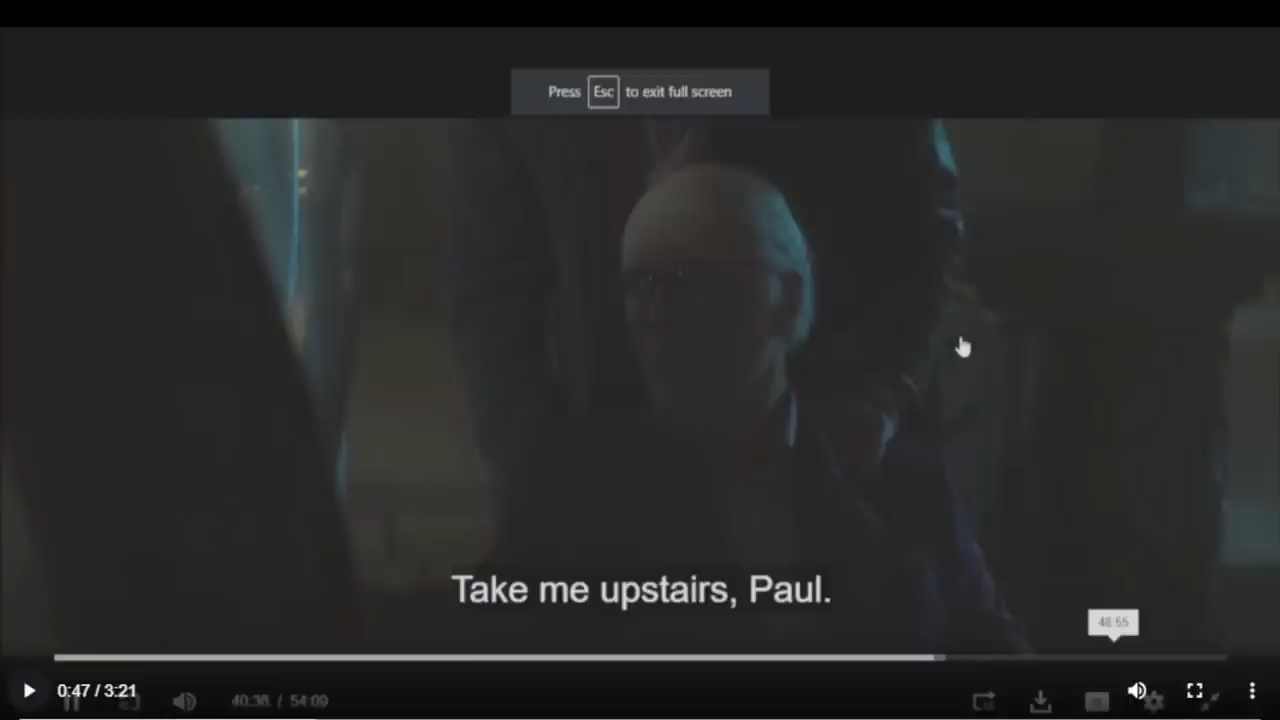 Press Esc to exit full screen
Take me upstairs, Paul.
48:55
0:47 / 3:21
40:36 / 54:09